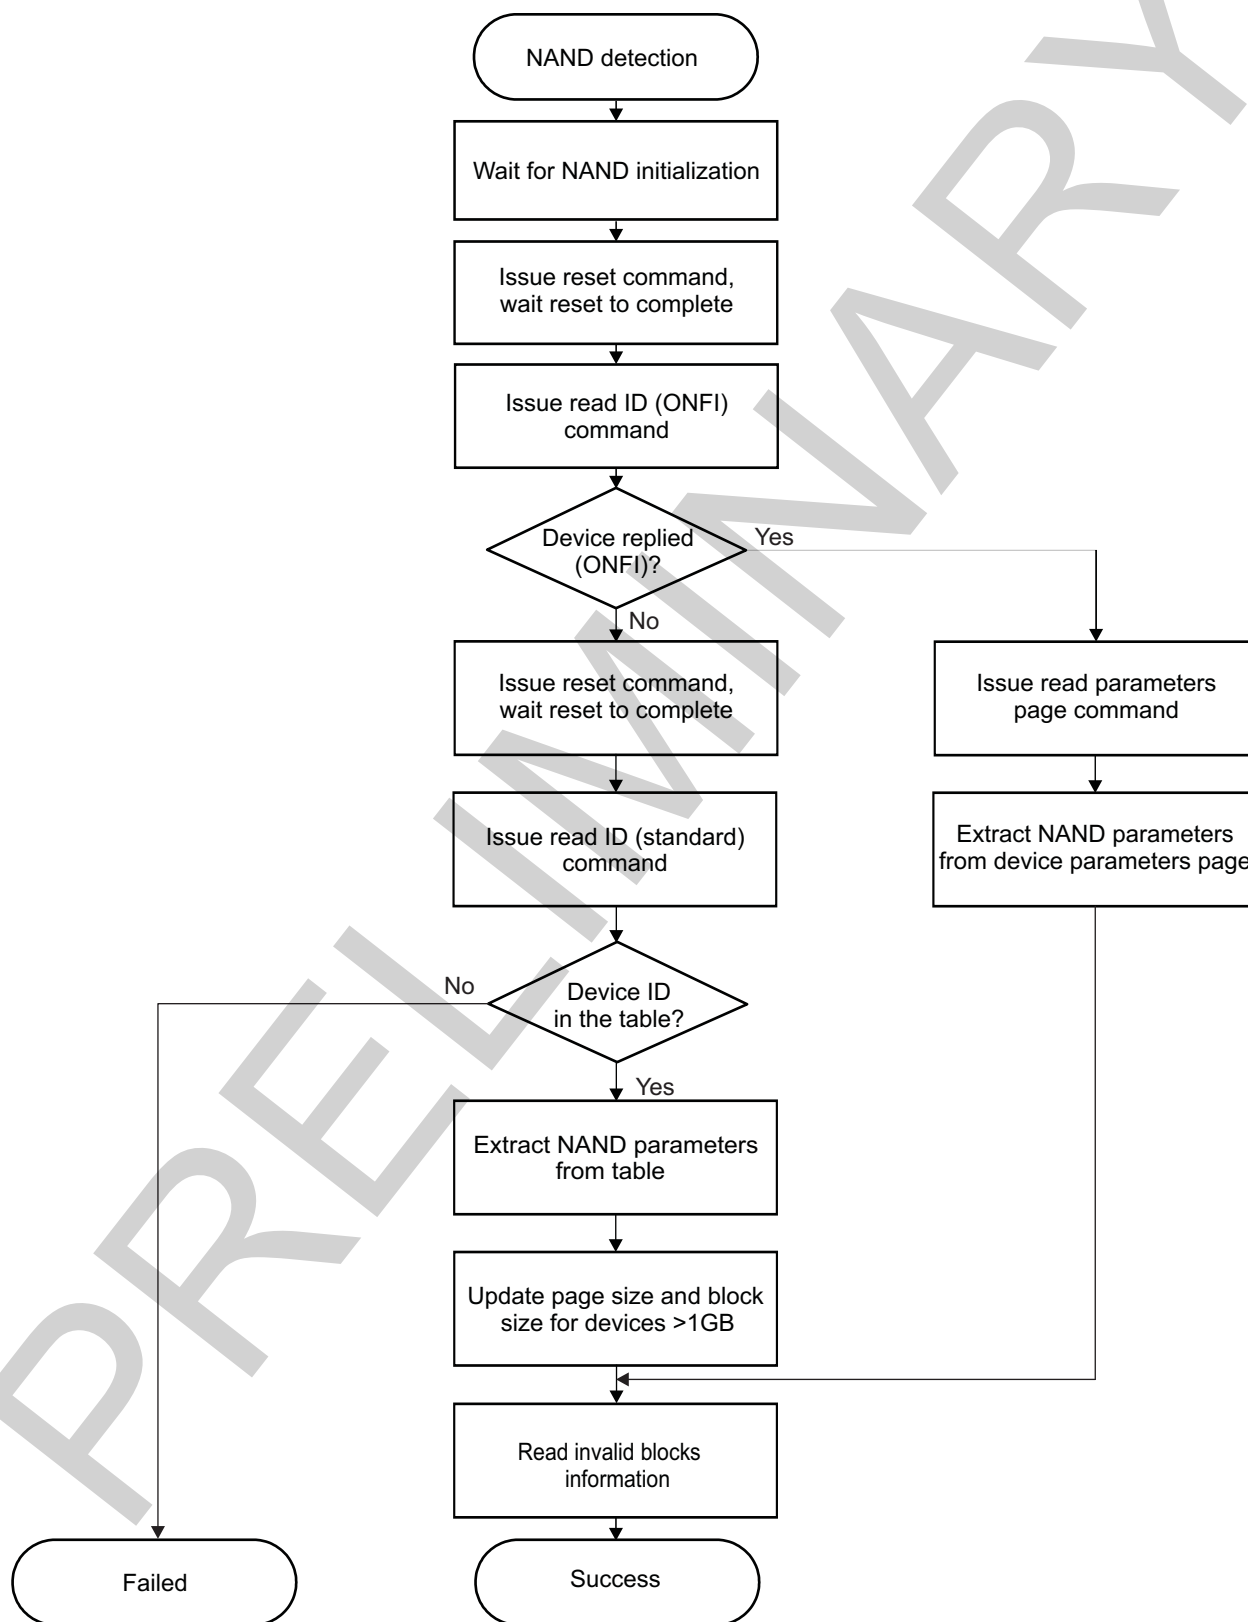 NAND detection
Wait for NAND initialization
Issue reset command,
wait reset to complete
Issue read ID (ONFI)
command
Device replied
(ONFI)?
Yes
No
Issue reset command,
wait reset to complete
Issue read parameters
page command
Issue read ID (standard)
command
Extract NAND parameters
from device parameters page
Device ID
in the table?
No
Yes
Extract NAND parameters
from table
Update page size and block
size for devices >1GB
Read invalid blocks
information
Failed
Success
PRELIMINARY